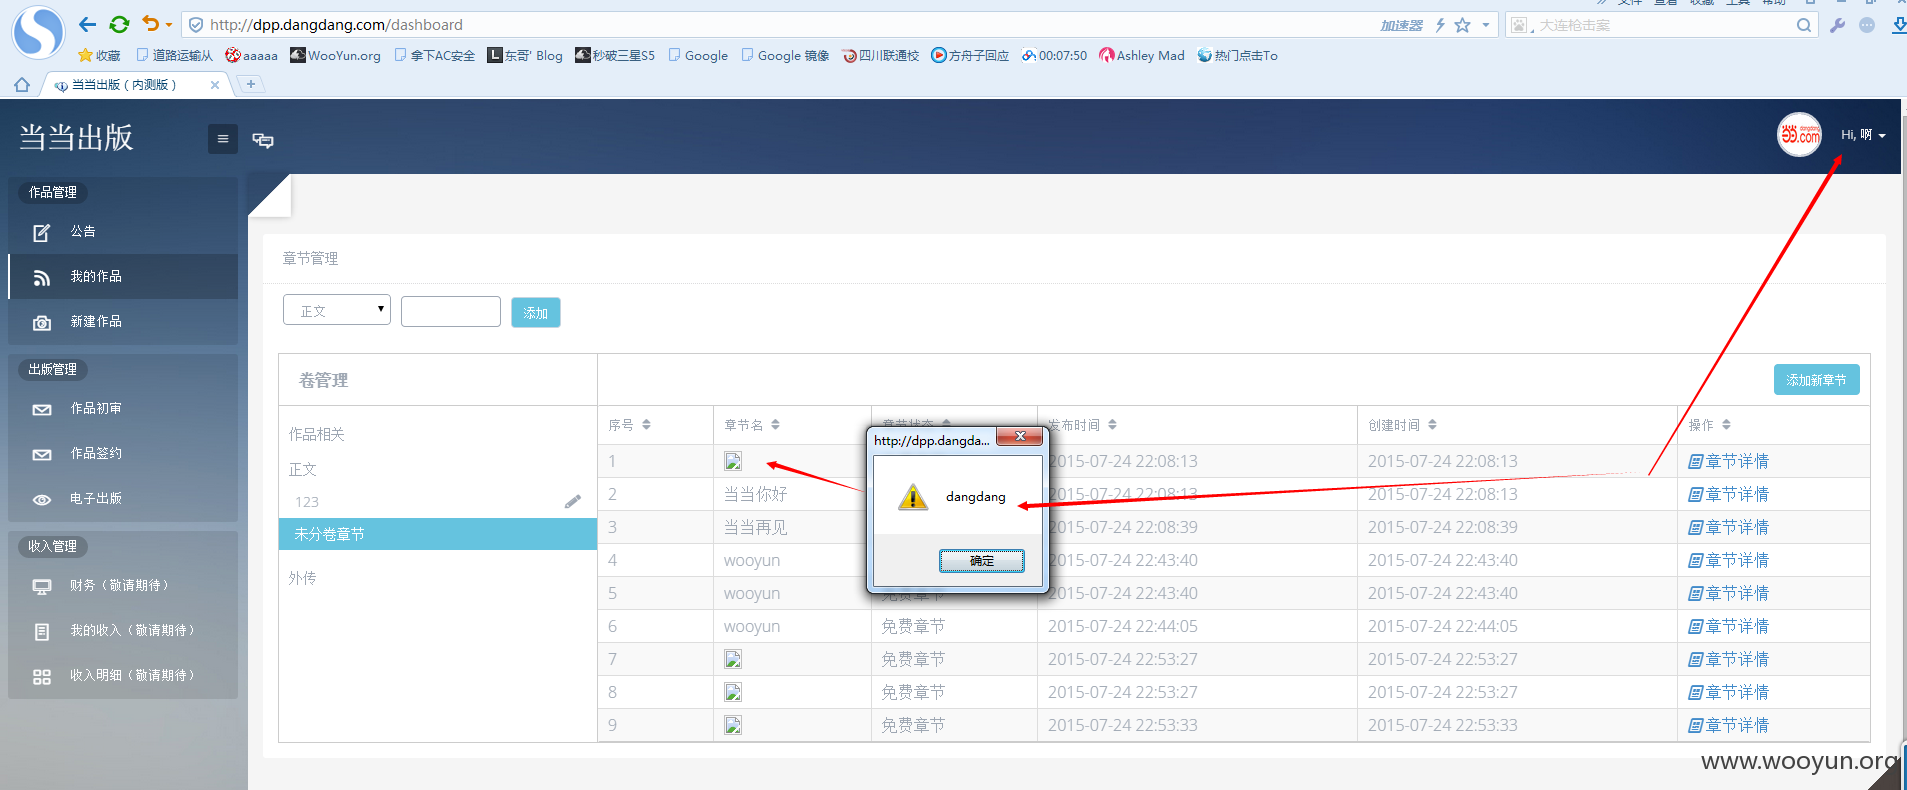 文件 查看 收藏 工具 帮助
http://dpp.dangdang.com/dashboard
加速器
大连枪击案
收藏 道路运输从 aaaaa WooYun.org 拿下AC安全 东哥' Blog 秒破三星S5 Google Google 镜像 四川联通校 方舟子回应 00:07:50 Ashley Mad 热门点击To
当当出版（内测版）
当当出版
Hi, 啊
作品管理
公告
我的作品
新建作品
出版管理
作品初审
作品签约
电子出版
收入管理
财务（敬请期待）
我的收入（敬请期待）
收入明细（敬请期待）
章节管理
正文 添加
卷管理
添加新章节
作品相关
正文
123
未分卷章节
外传
序号 章节名 章节状态 发布时间 创建时间 操作
1 2015-07-24 22:08:13 2015-07-24 22:08:13 章节详情
2 当当你好 2015-07-24 22:08:13 2015-07-24 22:08:13 章节详情
3 当当再见 2015-07-24 22:08:39 2015-07-24 22:08:39 章节详情
4 wooyun 2015-07-24 22:43:40 2015-07-24 22:43:40 章节详情
5 wooyun 免费章节 2015-07-24 22:43:40 2015-07-24 22:43:40 章节详情
6 wooyun 免费章节 2015-07-24 22:44:05 2015-07-24 22:44:05 章节详情
7 免费章节 2015-07-24 22:53:27 2015-07-24 22:53:27 章节详情
8 免费章节 2015-07-24 22:53:27 2015-07-24 22:53:27 章节详情
9 免费章节 2015-07-24 22:53:33 2015-07-24 22:53:33 章节详情
http://dpp.dangda...
dangdang
确定
www.wooyun.org